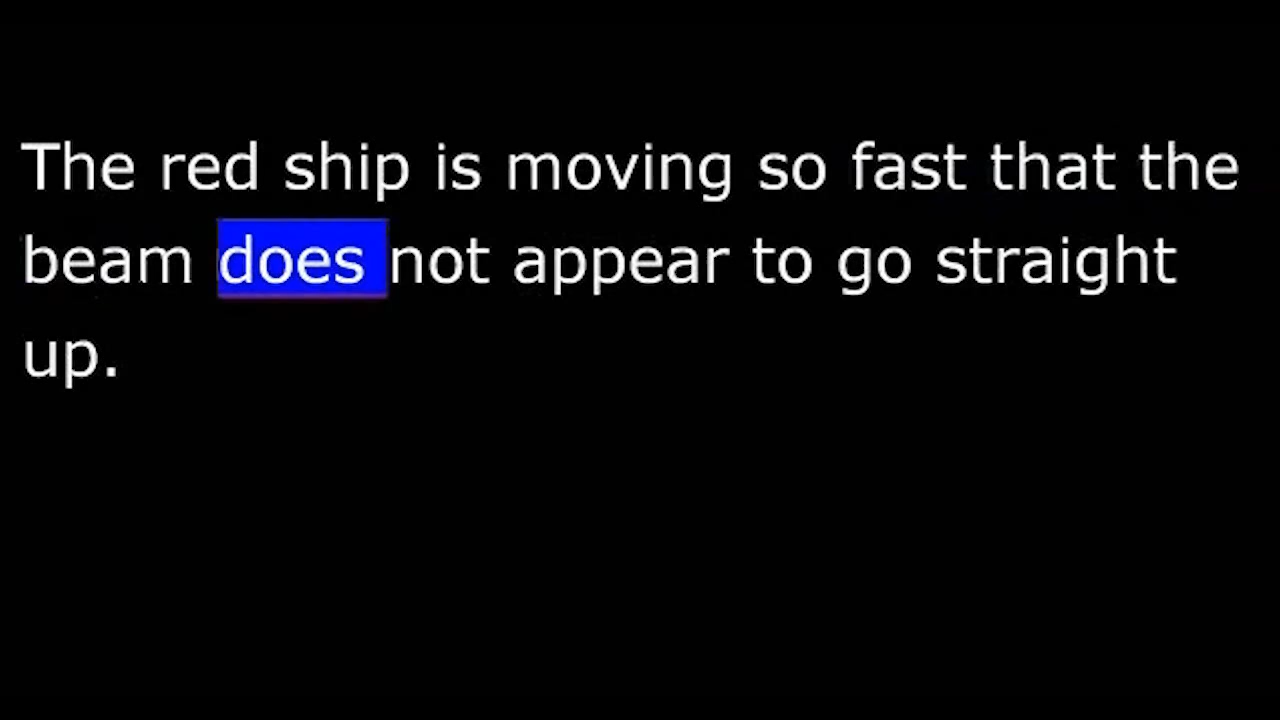 The red ship is moving so fast that the
beam does not appear to go straight
up.